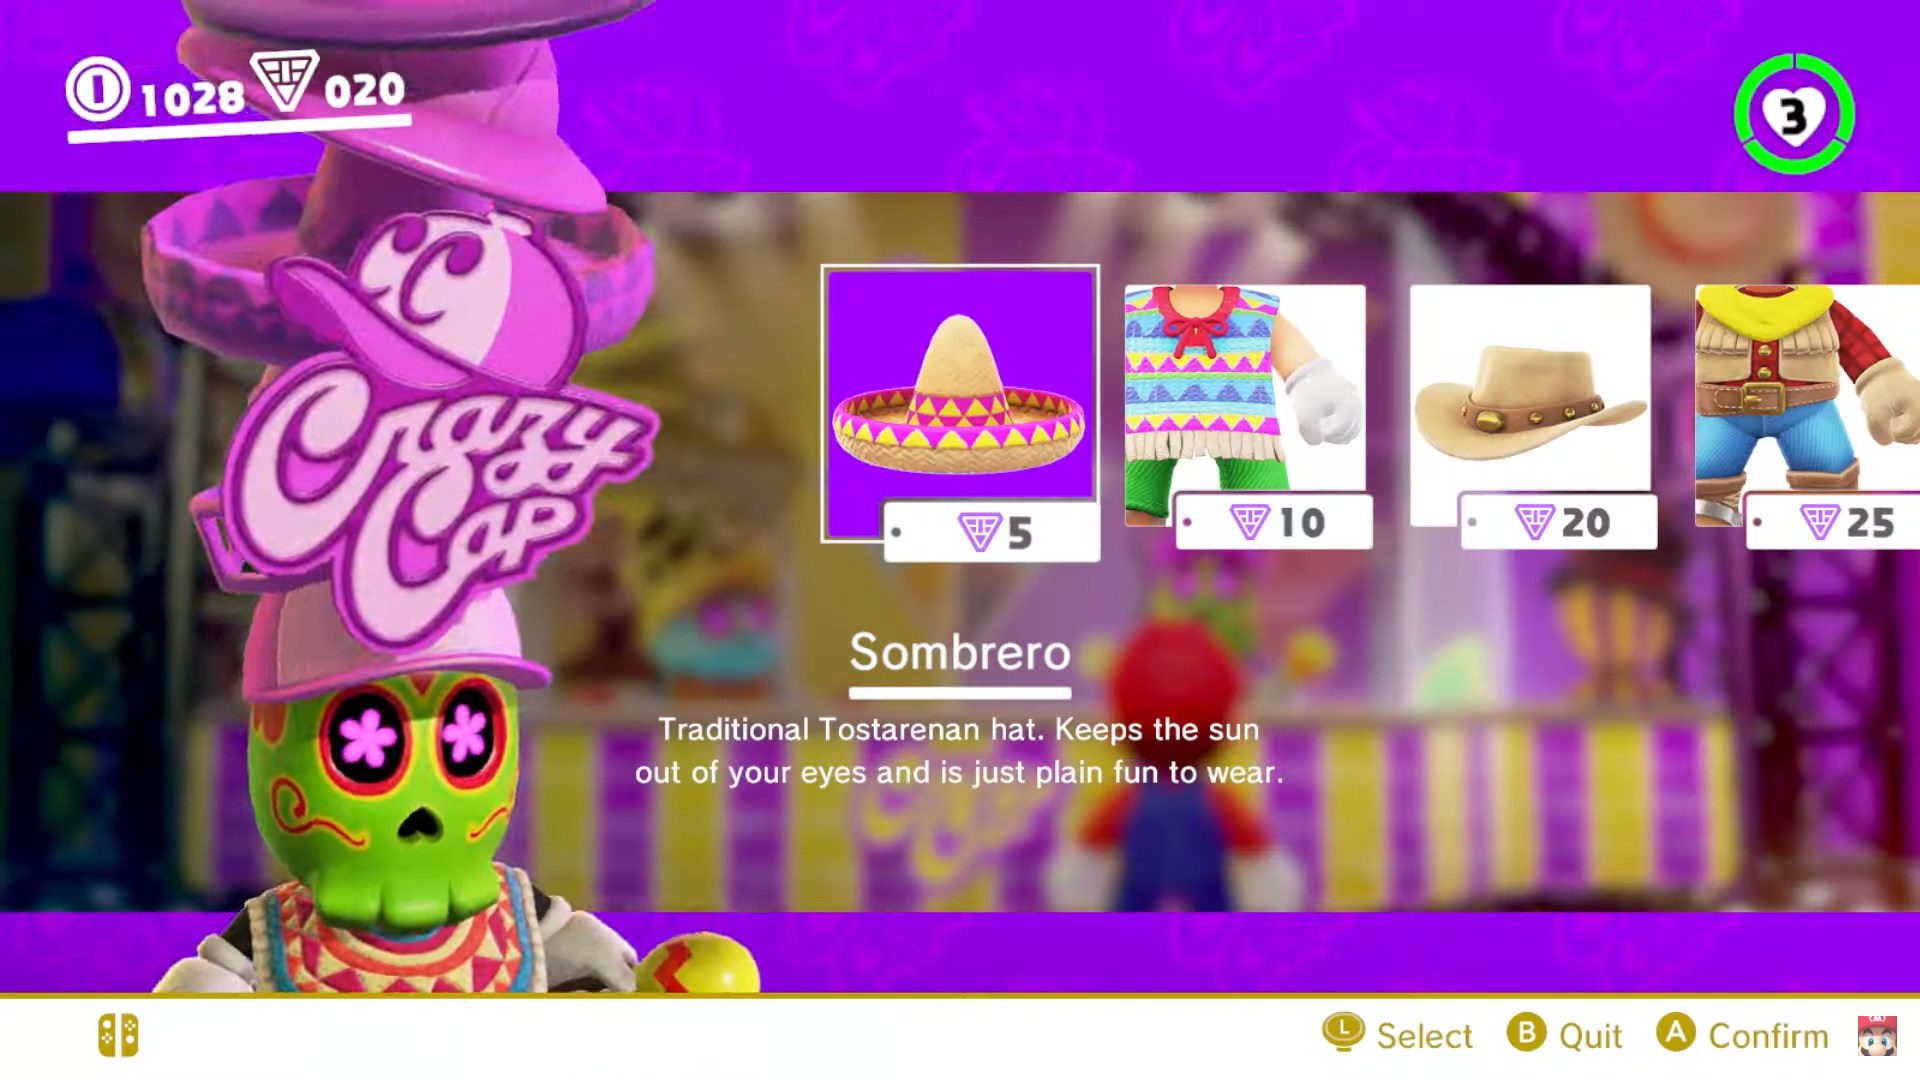 1028 020
3
CC
Crazy
Cap
5
10
20
25
Sombrero
Traditional Tostarenan hat. Keeps the sun
out of your eyes and is just plain fun to wear.
L Select B Quit A Confirm